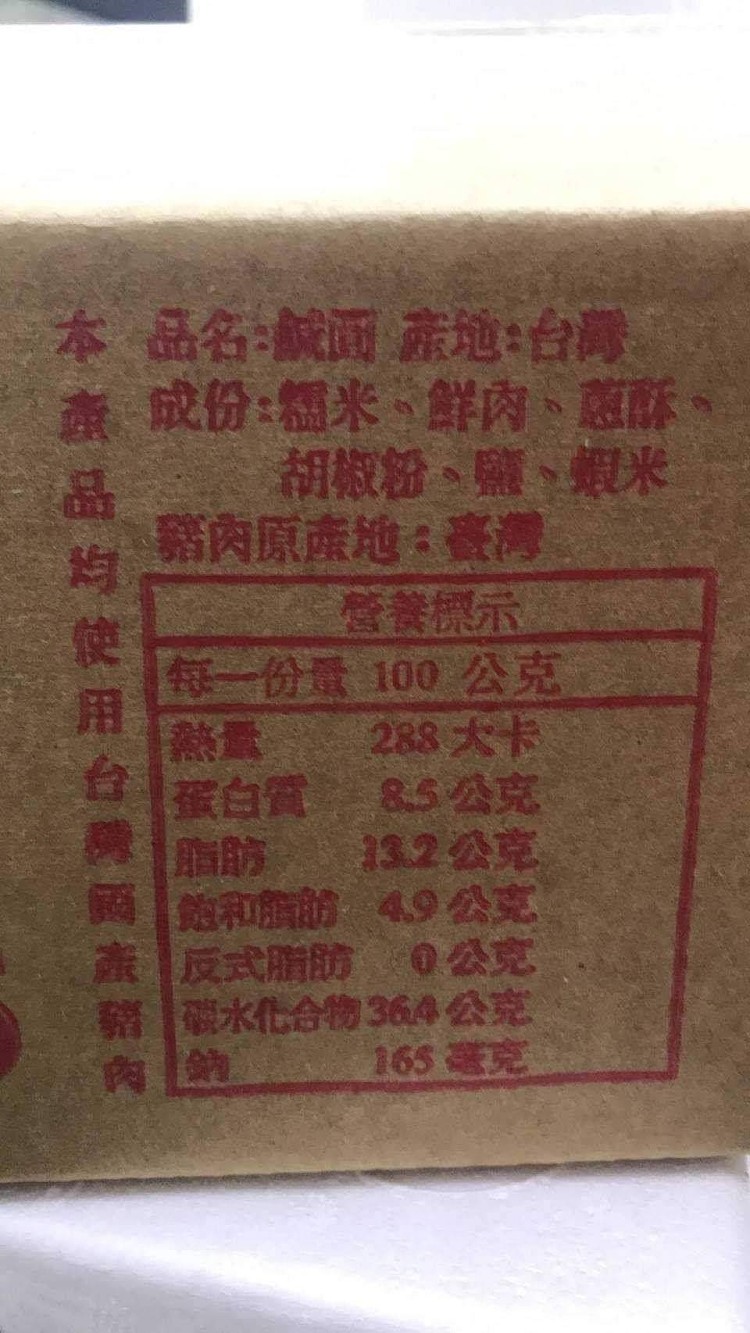 本產品均使用台灣國產豬肉
品名:鹹圓 產地:台灣
成份:糯米、鮮肉、蔥酥、
胡椒粉、鹽、蝦米
豬肉原產地:臺灣
營養標示
每一份量 100 公克
熱量 288 大卡
蛋白質 8.5 公克
脂肪 13.2 公克
飽和脂肪 4.9 公克
反式脂肪 0 公克
碳水化合物 36.4 公克
鈉 165 毫克